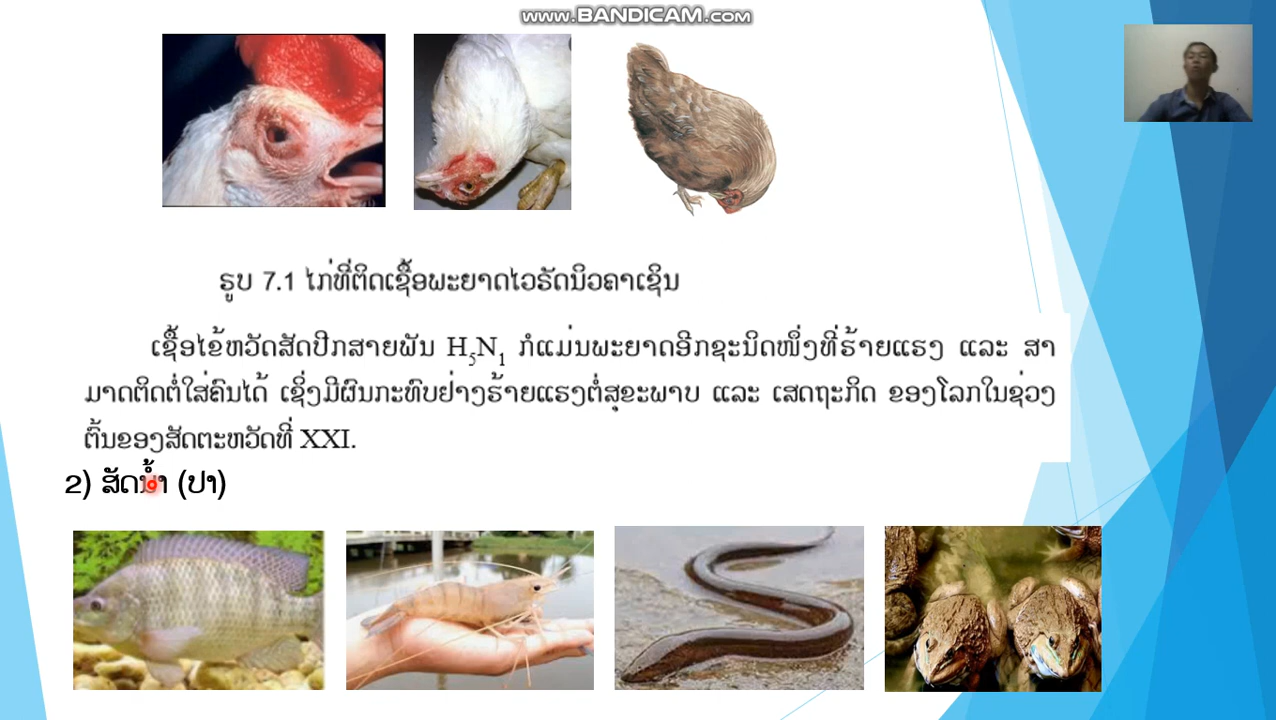 www.BANDICAM.com
ຮູບ 7.1 ໄກ່ທີ່ຕິດເຊື້ອພະຍາດໄວຣັດນິວຄາເຊິນ
ເຊື້ອໄຂ້ຫວັດສັດປີກສາຍພັນ H₅N₁ ກໍແມ່ນພະຍາດອີກຊະນິດໜຶ່ງທີ່ຮ້າຍແຮງ ແລະ ສາ
ມາດຕິດຕໍ່ໃສ່ຄົນໄດ້ ເຊິ່ງມີຜົນກະທົບຢ່າງຮ້າຍແຮງຕໍ່ສຸຂະພາບ ແລະ ເສດຖະກິດ ຂອງໂລກໃນຊ່ວງ
ຕົ້ນຂອງສັດຕະຫວັດທີ່ XXI.
2) ສັດນ້ຳ (ປາ)